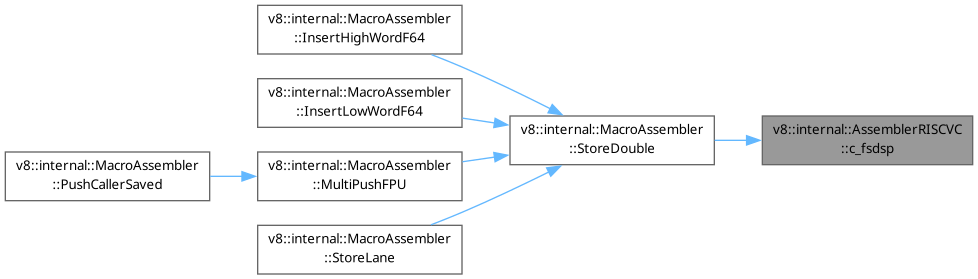 v8::internal::MacroAssembler
::InsertHighWordF64
v8::internal::MacroAssembler
::InsertLowWordF64
v8::internal::MacroAssembler
::StoreDouble
v8::internal::AssemblerRISCVC
::c_fsdsp
v8::internal::MacroAssembler
::PushCallerSaved
v8::internal::MacroAssembler
::MultiPushFPU
v8::internal::MacroAssembler
::StoreLane